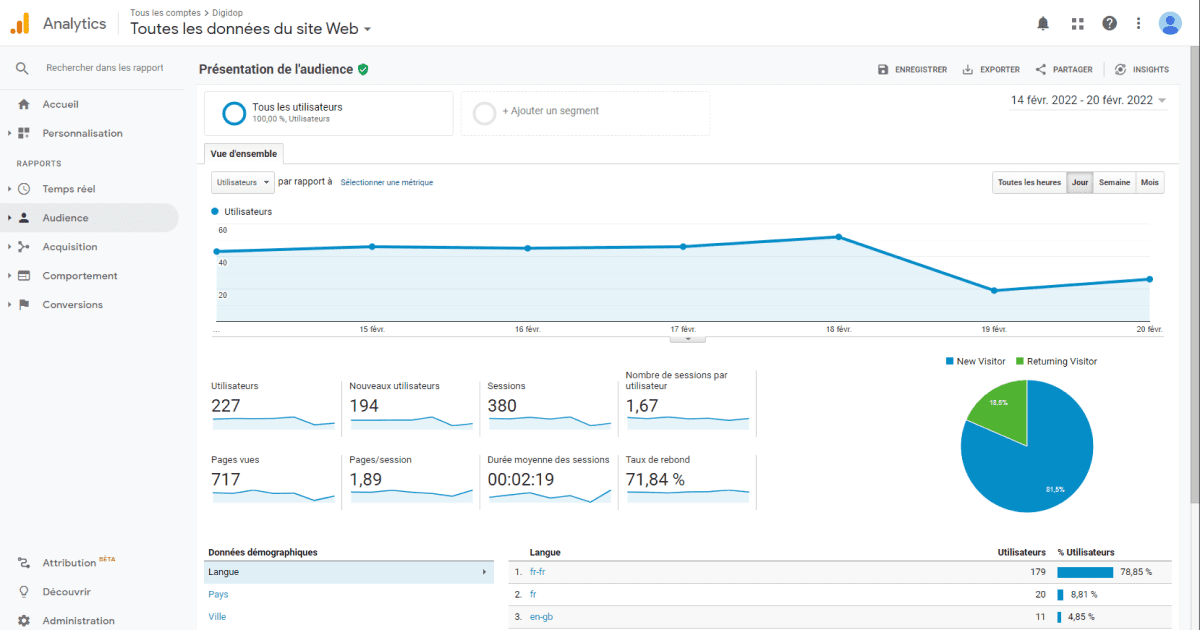 Analytics
Tous les comptes > Digidop
Toutes les données du site Web
Rechercher dans les rapport
Accueil
Personnalisation
RAPPORTS
Temps réel
Audience
Acquisition
Comportement
Conversions
Attribution BÊTA
Découvrir
Administration
Présentation de l'audience
ENREGISTRER
EXPORTER
PARTAGER
INSIGHTS
Tous les utilisateurs
100,00 %, Utilisateurs
+ Ajouter un segment
14 févr. 2022 - 20 févr. 2022
Vue d'ensemble
Utilisateurs par rapport à Sélectionner une métrique
Toutes les heures Jour Semaine Mois
Utilisateurs
60
40
20
... 15 févr. 16 févr. 17 févr. 18 févr. 19 févr. 20 févr.
New Visitor Returning Visitor
18,5%
81,5%
Utilisateurs
227
Nouveaux utilisateurs
194
Sessions
380
Nombre de sessions par
utilisateur
1,67
Pages vues
717
Pages/session
1,89
Durée moyenne des sessions
00:02:19
Taux de rebond
71,84 %
Données démographiques
Langue
Pays
Ville
Langue Utilisateurs % Utilisateurs
1. fr-fr 179 78,85 %
2. fr 20 8,81 %
3. en-gb 11 4,85 %